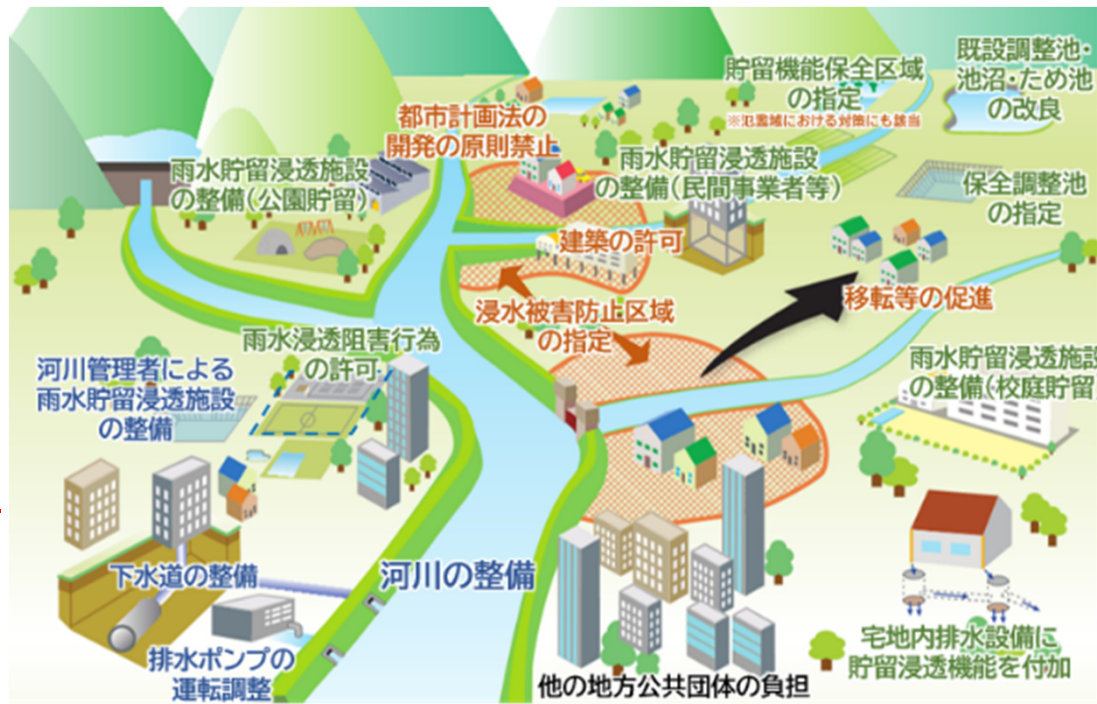 既設調整池・
池沼・ため池
の改良
貯留機能保全区域
の指定
※氾濫域における対策にも該当
都市計画法の
開発の原則禁止
雨水貯留浸透施設
の整備(公園貯留)
雨水貯留浸透施設
の整備(民間事業者等)
保全調整池
の指定
建築の許可
移転等の促進
浸水被害防止区域
の指定
雨水浸透阻害行為
の許可
河川管理者による
雨水貯留浸透施設
の整備
雨水貯留浸透施設
の整備(校庭貯留)
下水道の整備
河川の整備
排水ポンプの
運転調整
宅地内排水設備に
貯留浸透機能を付加
他の地方公共団体の負担